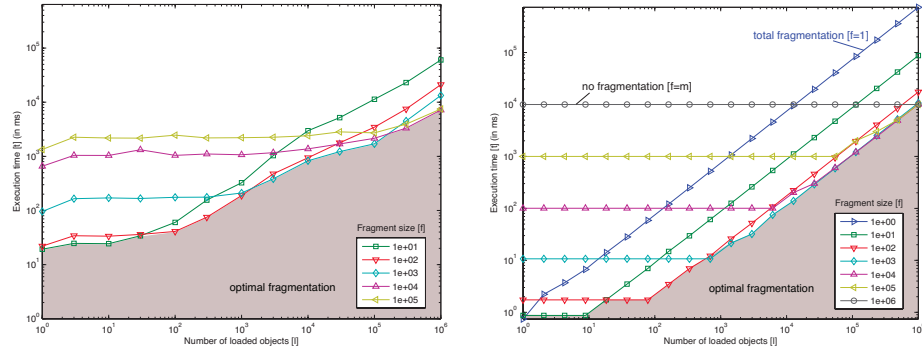 10^5
10^4
10^3
10^2
10^1
10^0
Execution time [t] (in ms)
10^0 10^1 10^2 10^3 10^4 10^5 10^6
Number of loaded objects [l]
optimal fragmentation
Fragment size [f]
1e+01
1e+02
1e+03
1e+04
1e+05
10^5
10^4
10^3
10^2
10^1
10^0
Execution time [t] (in ms)
10^0 10^1 10^2 10^3 10^4 10^5 10^6
Number of loaded objects [l]
total fragmentation [f=1]
no fragmentation [f=m]
optimal fragmentation
Fragment size [f]
1e+00
1e+01
1e+02
1e+03
1e+04
1e+05
1e+06